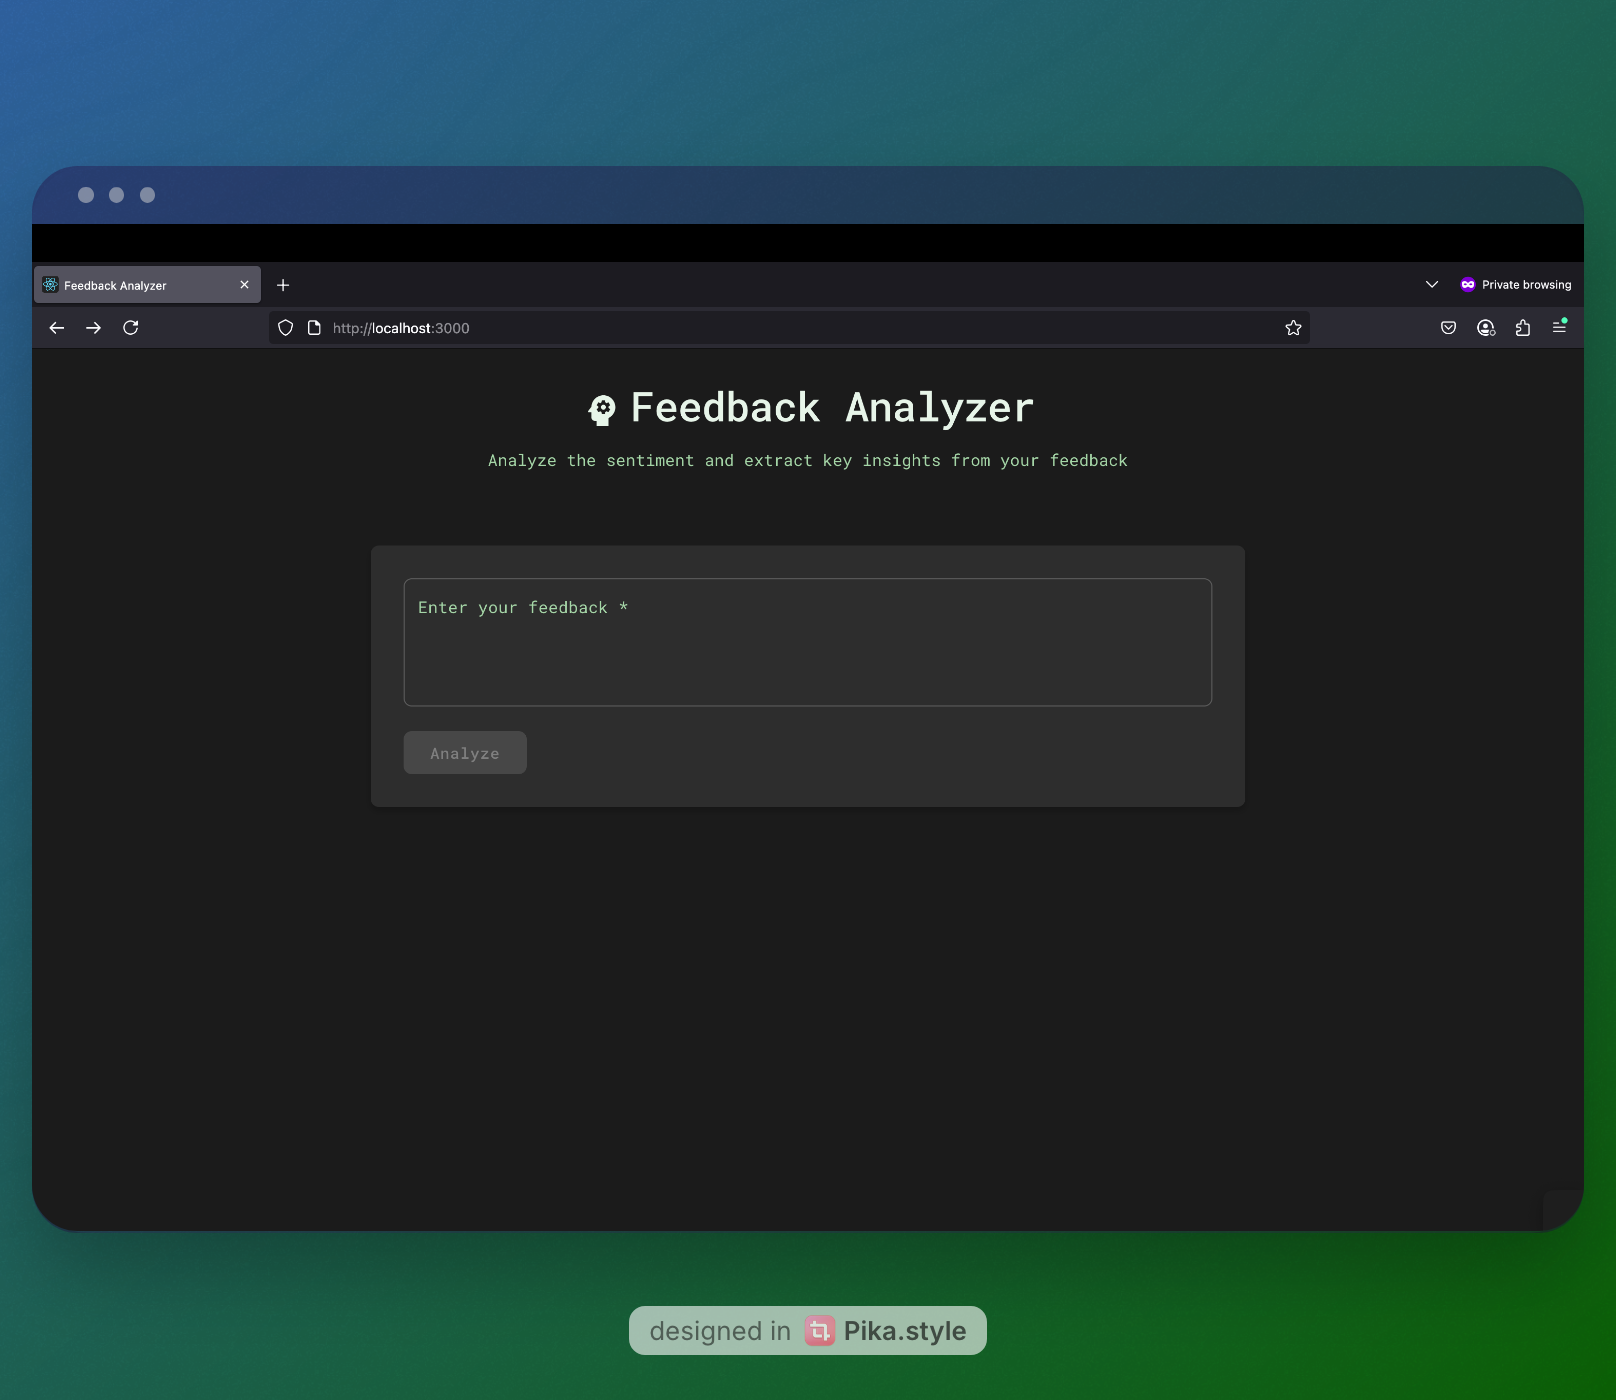 Feedback Analyzer
Private browsing
http://localhost:3000
Feedback Analyzer
Analyze the sentiment and extract key insights from your feedback
Enter your feedback *
Analyze
designed in Pika.style